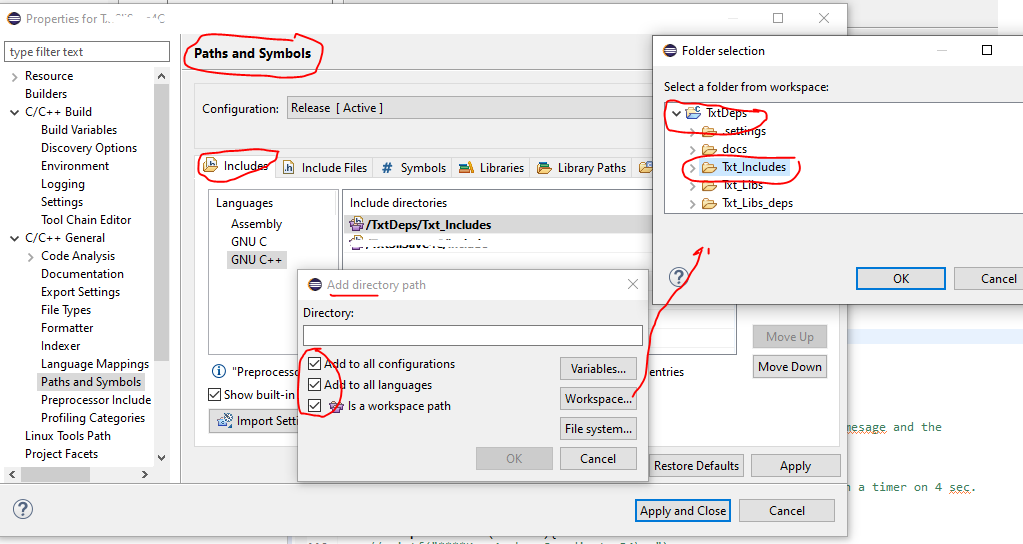 Properties for
type filter text
Resource
Builders
C/C++ Build
Build Variables
Discovery Options
Environment
Logging
Settings
Tool Chain Editor
C/C++ General
Code Analysis
Documentation
Export Settings
File Types
Formatter
Indexer
Language Mappings
Paths and Symbols
Preprocessor Include
Profiling Categories
Linux Tools Path
Project Facets
Paths and Symbols
Configuration:
Release [ Active ]
Includes
Include Files
# Symbols
Libraries
Library Paths
Languages
Assembly
GNU C
GNU C++
Include directories
/TxtDeps/Txt_Includes
"Preprocessor
entries
Show built-in
Import Setti
Move Up
Move Down
Restore Defaults
Apply
Apply and Close
Cancel
Add directory path
Directory:
Add to all configurations
Add to all languages
Is a workspace path
Variables...
Workspace...
File system...
OK
Cancel
Folder selection
Select a folder from workspace:
TxtDeps
.settings
docs
Txt_Includes
Txt_Libs
Txt_Libs_deps
OK
Cancel
mesage and the
a timer on 4 sec.